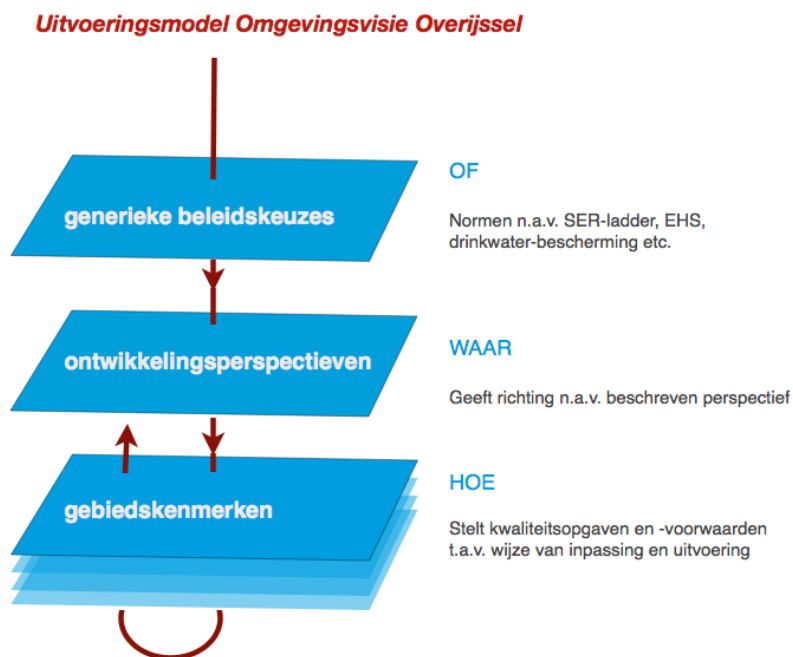 Uitvoeringsmodel Omgevingsvisie Overijssel
generieke beleidskeuzes
OF
Normen n.a.v. SER-ladder, EHS,
drinkwater-bescherming etc.
ontwikkelingsperspectieven
WAAR
Geeft richting n.a.v. beschreven perspectief
gebiedskenmerken
HOE
Stelt kwaliteitsopgaven en -voorwaarden
t.a.v. wijze van inpassing en uitvoering